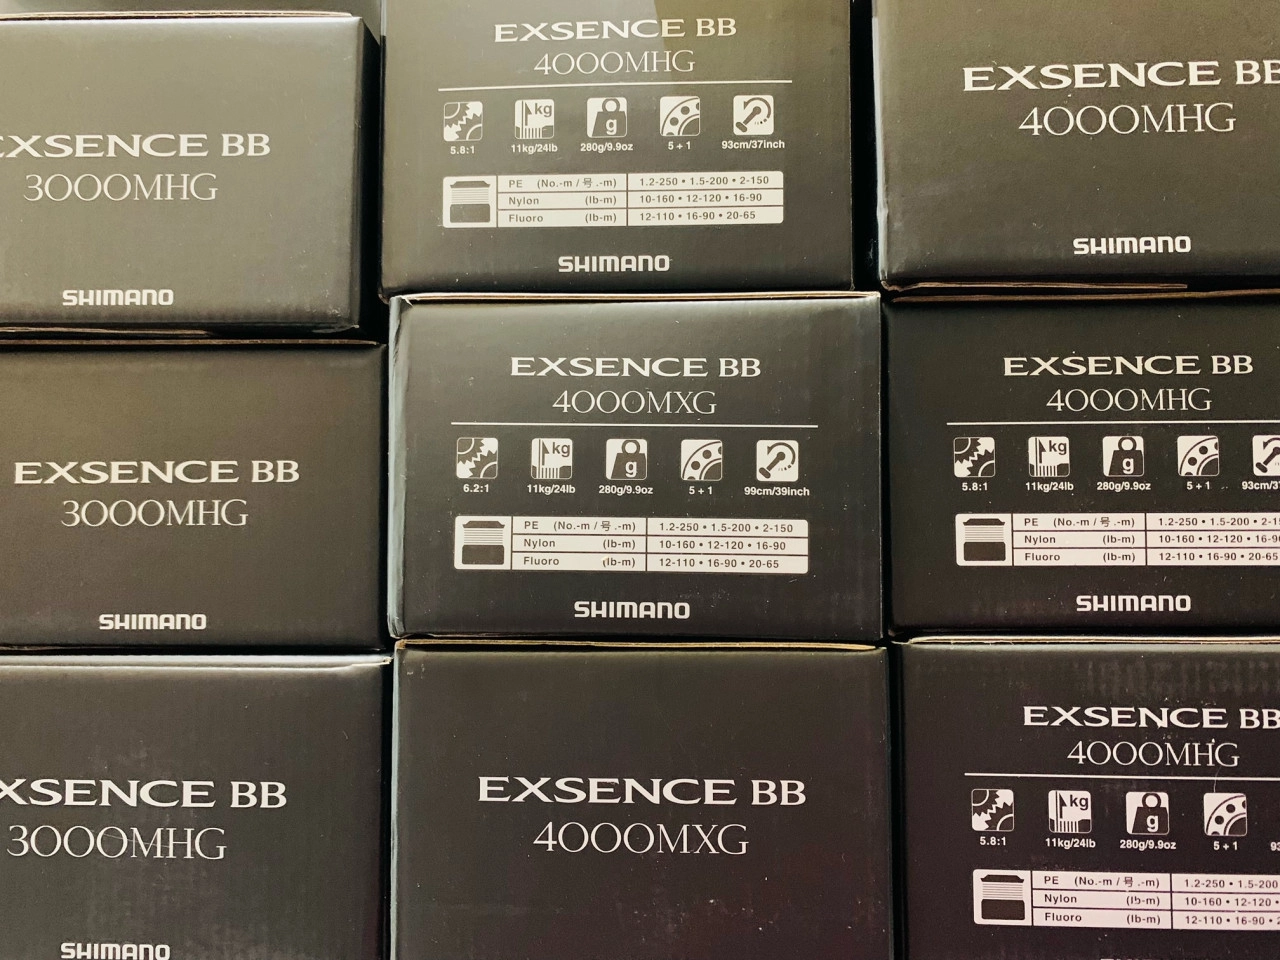 EXSENCE BB
3000MHG
SHIMANO
EXSENCE BB
4000MHG
kg
g
5.8:1
11kg/24lb
280g/9.9oz
5 + 1
93cm/37inch
PE (No.-m / 号.-m) 1.2-250 • 1.5-200 • 2-150
Nylon (lb-m) 10-160 • 12-120 • 16-90
Fluoro (lb-m) 12-110 • 16-90 • 20-65
SHIMANO
EXSENCE BB
4000MHG
SHIMANO
EXSENCE BB
3000MHG
SHIMANO
EXSENCE BB
4000MXG
kg
g
6.2:1
11kg/24lb
280g/9.9oz
5 + 1
99cm/39inch
PE (No.-m / 号.-m) 1.2-250 • 1.5-200 • 2-150
Nylon (lb-m) 10-160 • 12-120 • 16-90
Fluoro (lb-m) 12-110 • 16-90 • 20-65
SHIMANO
EXSENCE BB
4000MHG
kg
g
5.8:1
11kg/24lb
280g/9.9oz
5 + 1
93cm/3
PE (No.-m / 号.-m) 1.2-250 • 1.5-200 • 2-1
Nylon (lb-m) 10-160 • 12-120 • 16-9
Fluoro (lb-m) 12-110 • 16-90 • 20-65
SHIMANO
XSENCE BB
3000MHG
SHIMANO
EXSENCE BB
4000MXG
EXSENCE BB
4000MHG
kg
g
5.8:1
11kg/24lb
280g/9.9oz
5 + 1
93
PE (No.-m / 号.-m) 1.2-250 • 1.5-200
Nylon (lb-m) 10-160 • 12-120 •
Fluoro (lb-m) 12-110 • 16-90 • 2